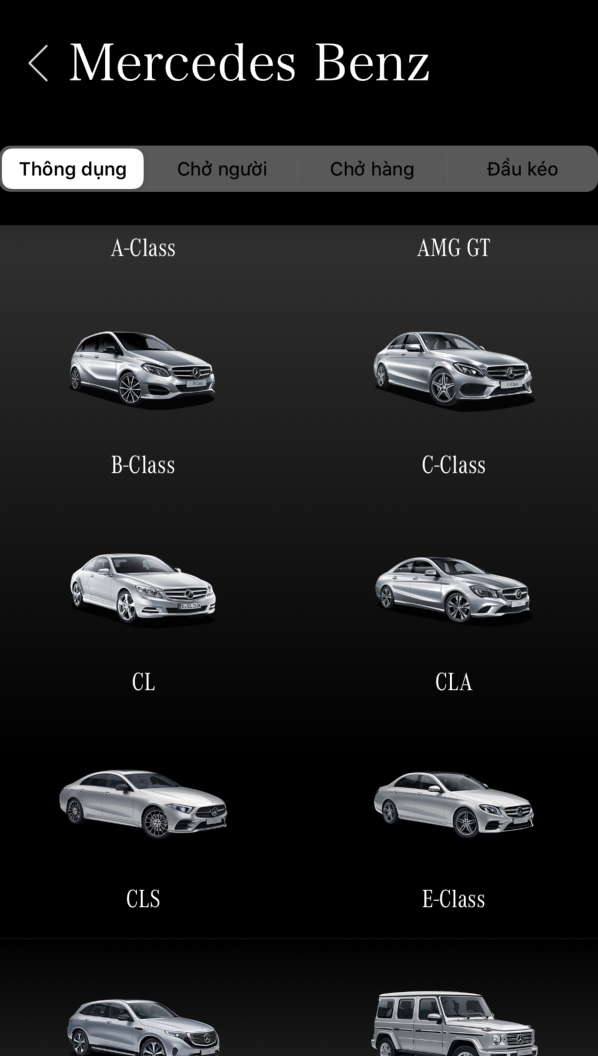 Mercedes Benz
Thông dụng Chở người Chở hàng Đầu kéo
A-Class AMG GT
B-Class C-Class
CL CLA
CLS E-Class